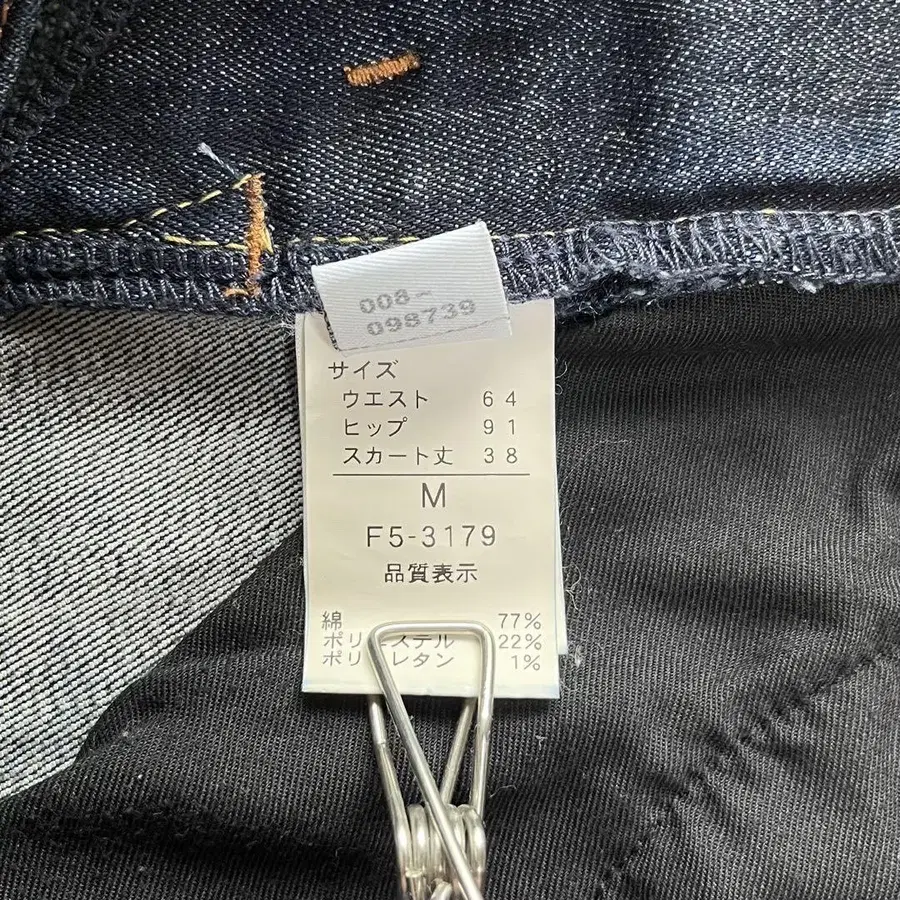 008-
098739
サイズ
ウエスト 64
ヒップ 91
スカート丈 38
M
F5-3179
品質表示
綿 77%
ポリエステル 22%
ポリウレタン 1%